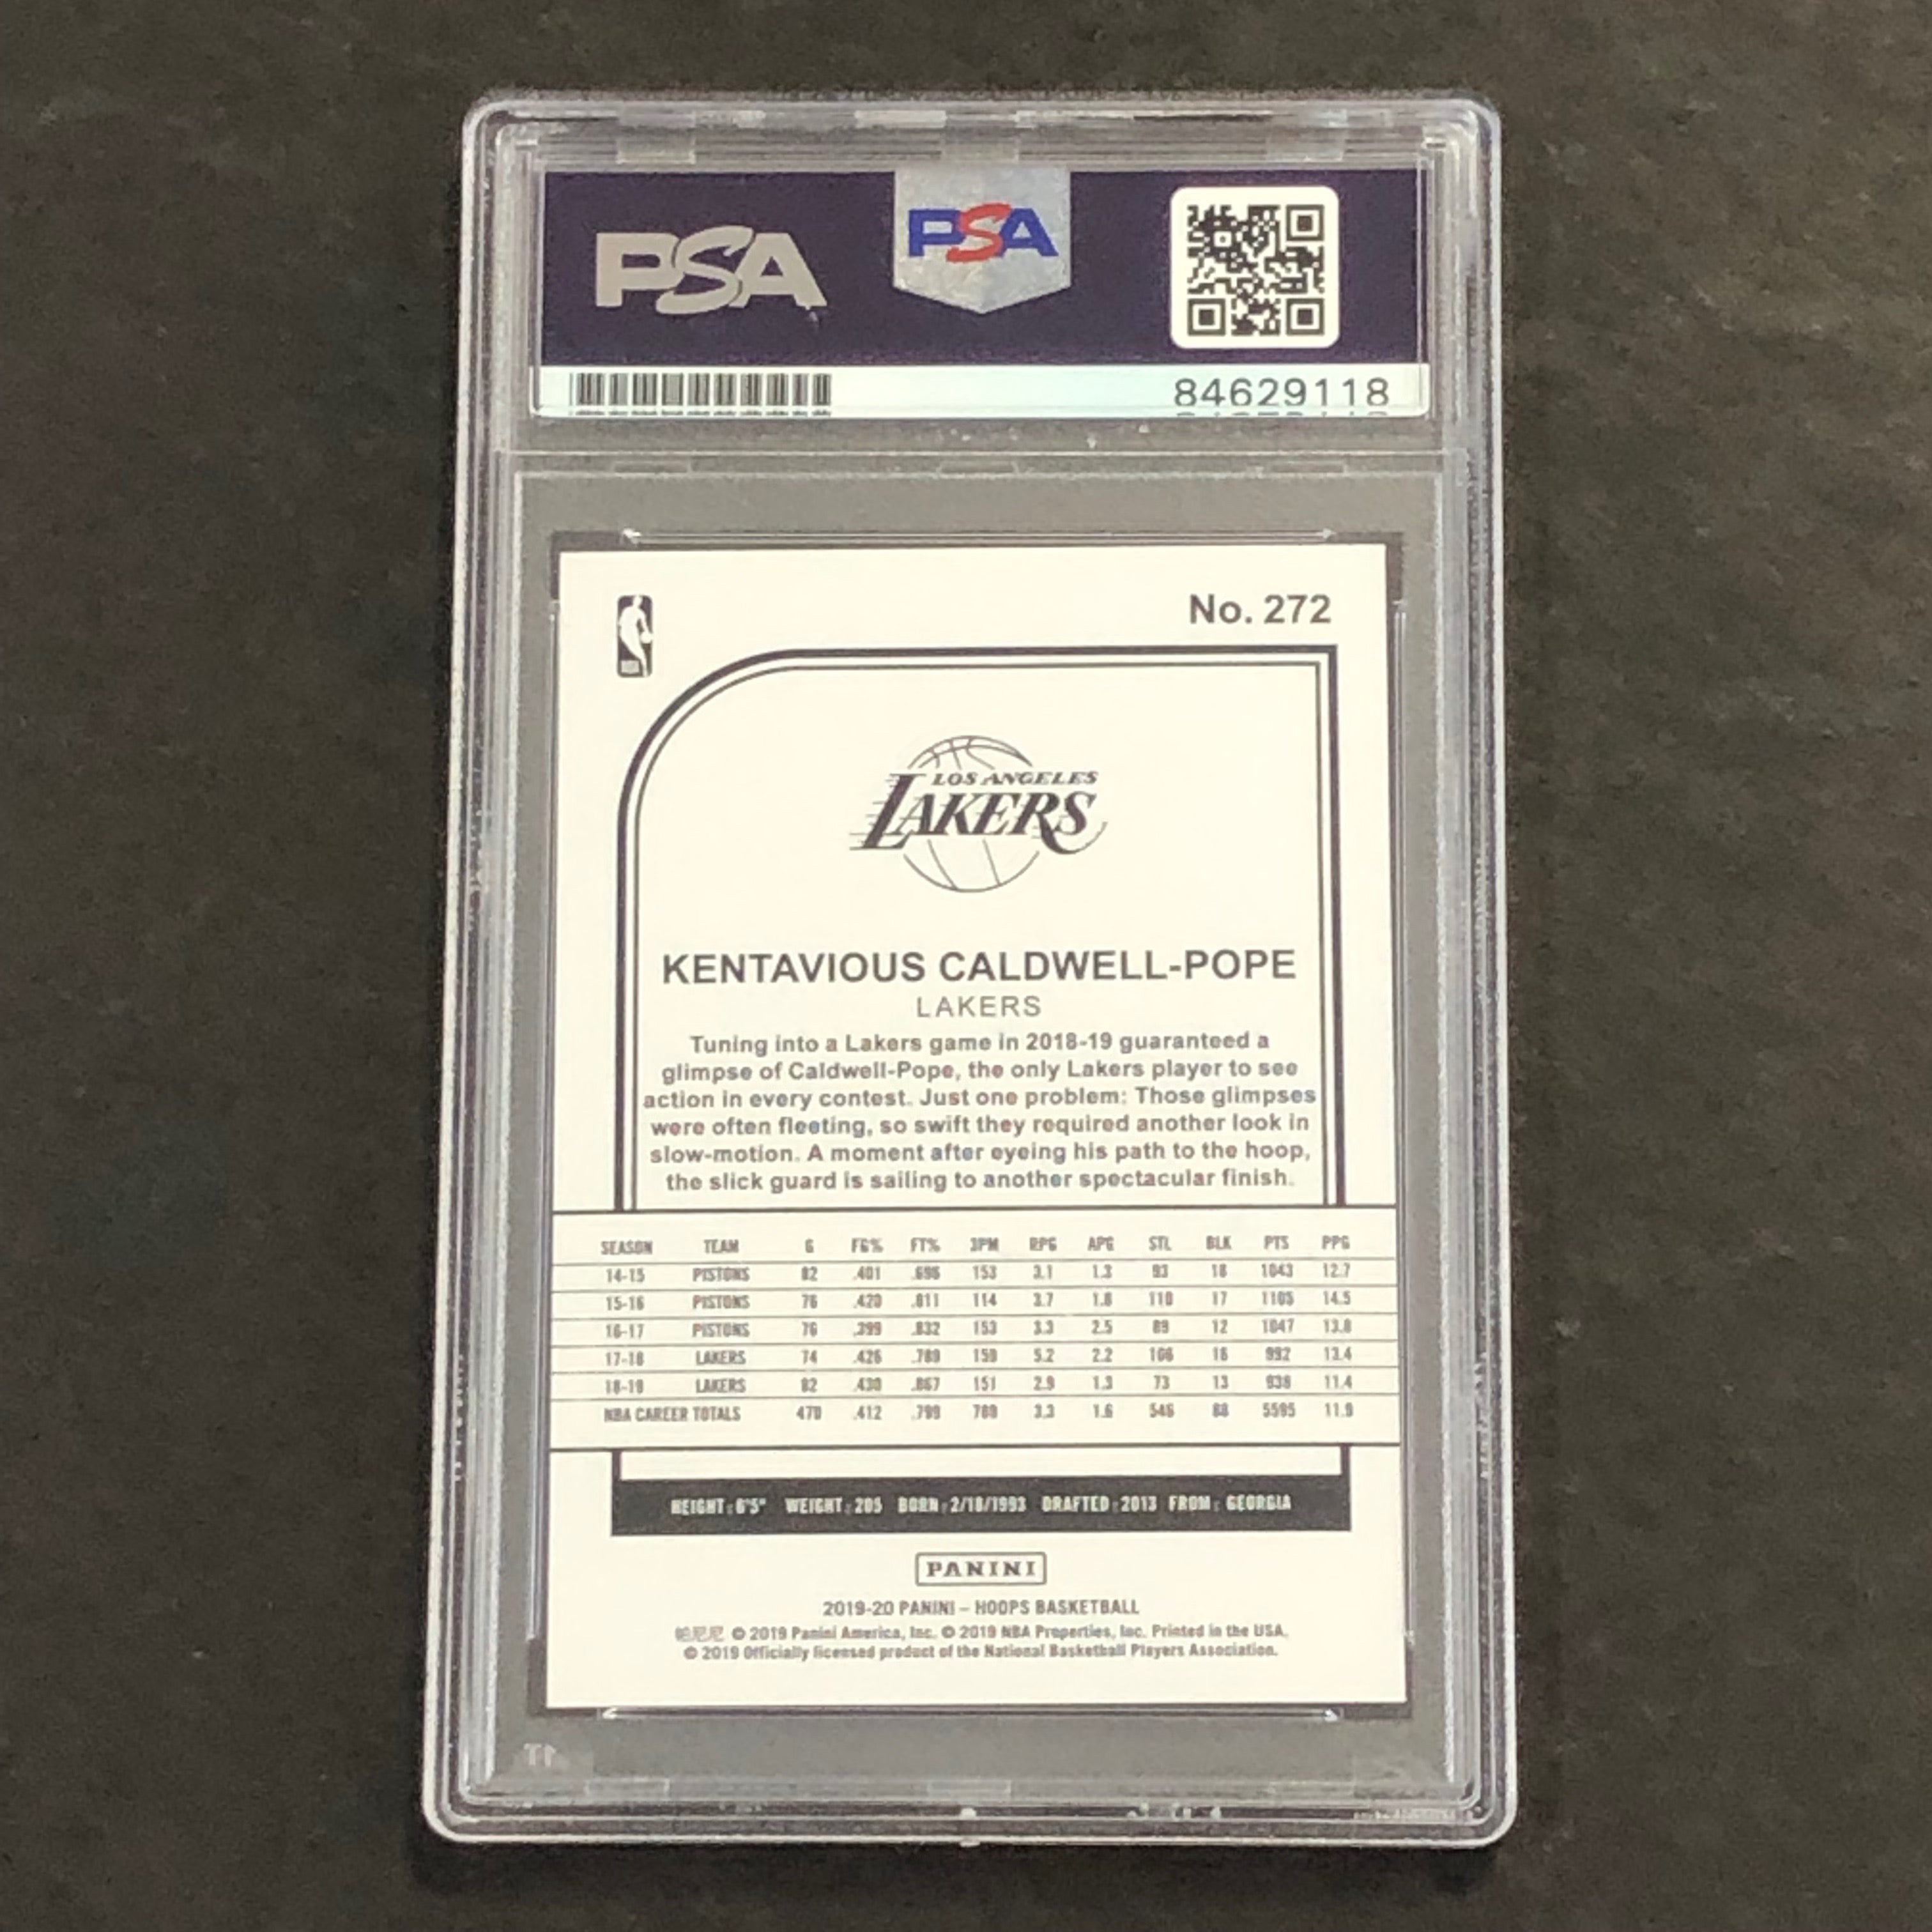 PSA
PSA
84629118
No. 272
LOS ANGELES
LAKERS
KENTAVIOUS CALDWELL-POPE
LAKERS
Tuning into a Lakers game in 2018-19 guaranteed a
glimpse of Caldwell-Pope, the only Lakers player to see
action in every contest. Just one problem: Those glimpses
were often fleeting, so swift they required another look in
slow-motion. A moment after eyeing his path to the hoop,
the slick guard is sailing to another spectacular finish.
SEASON TEAM G FG% FT% 3PM RPG APG STL BLK PTS PPG
14-15 PISTONS 82 .401 .696 153 3.1 1.3 93 18 1043 12.7
15-16 PISTONS 76 .420 .811 114 3.7 1.8 110 17 1105 14.5
16-17 PISTONS 76 .399 .832 153 3.3 2.5 89 12 1047 13.8
17-18 LAKERS 74 .426 .789 159 5.2 2.2 106 16 992 13.4
18-19 LAKERS 82 .430 .867 151 2.9 1.3 73 13 938 11.4
NBA CAREER TOTALS 470 .412 .799 3.3 1.6 546 88 5595 11.9
HEIGHT: 6'5" WEIGHT: 205 BORN: 2/18/1993 DRAFTED: 2013 FROM: GEORGIA
PANINI
2019-20 PANINI – HOOPS BASKETBALL
帕尼尼 © 2019 Panini America, Inc. © 2019 NBA Properties, Inc. Printed in the USA.
© 2019 Officially licensed product of the National Basketball Players Association.